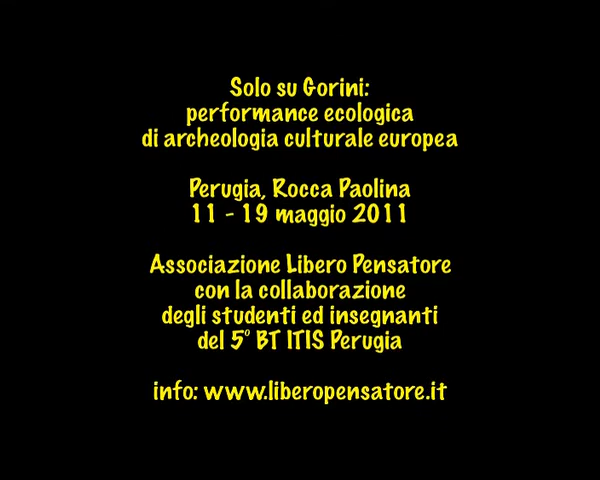 Solo su Gorini:
performance ecologica
di archeologia culturale europea
Perugia, Rocca Paolina
11 - 19 maggio 2011
Associazione Libero Pensatore
con la collaborazione
degli studenti ed insegnanti
del 5º BT ITIS Perugia
info: www.liberopensatore.it